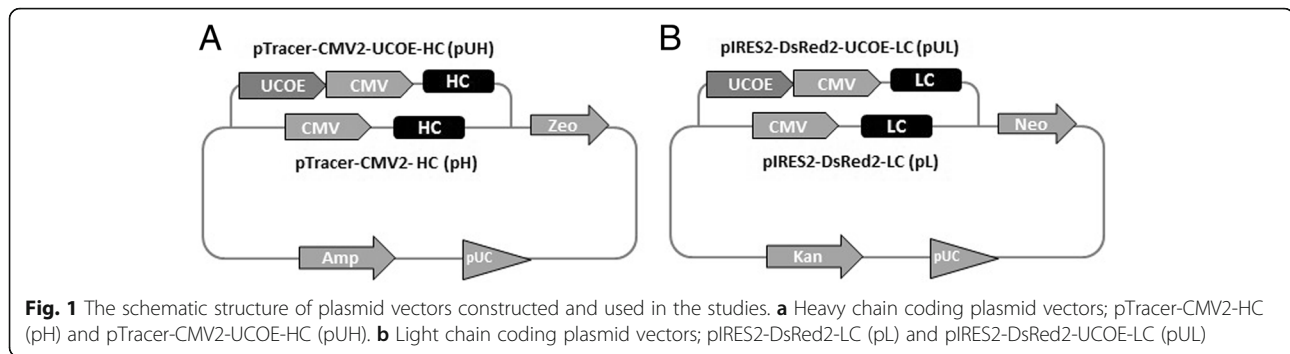 A
pTracer-CMV2-UCOE-HC (pUH)
UCOE CMV HC
CMV HC Zeo
pTracer-CMV2- HC (pH)
Amp pUC
B
pIRES2-DsRed2-UCOE-LC (pUL)
UCOE CMV LC
CMV LC Neo
pIRES2-DsRed2-LC (pL)
Kan pUC
Fig. 1 The schematic structure of plasmid vectors constructed and used in the studies. a Heavy chain coding plasmid vectors; pTracer-CMV2-HC
(pH) and pTracer-CMV2-UCOE-HC (pUH). b Light chain coding plasmid vectors; pIRES2-DsRed2-LC (pL) and pIRES2-DsRed2-UCOE-LC (pUL)